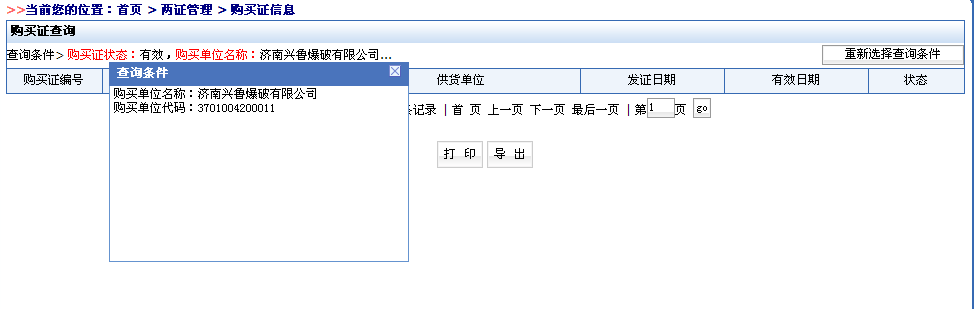 >>当前您的位置：首页 > 两证管理 > 购买证信息
购买证查询
查询条件> 购买证状态：有效，购买单位名称：济南兴鲁爆破有限公司...
重新选择查询条件
购买证编号 供货单位 发证日期 有效日期 状态
查询条件
购买单位名称：济南兴鲁爆破有限公司
购买单位代码：3701004200011
记录 |首 页 上一页 下一页 最后一页 |第1页 go
打 印 导 出